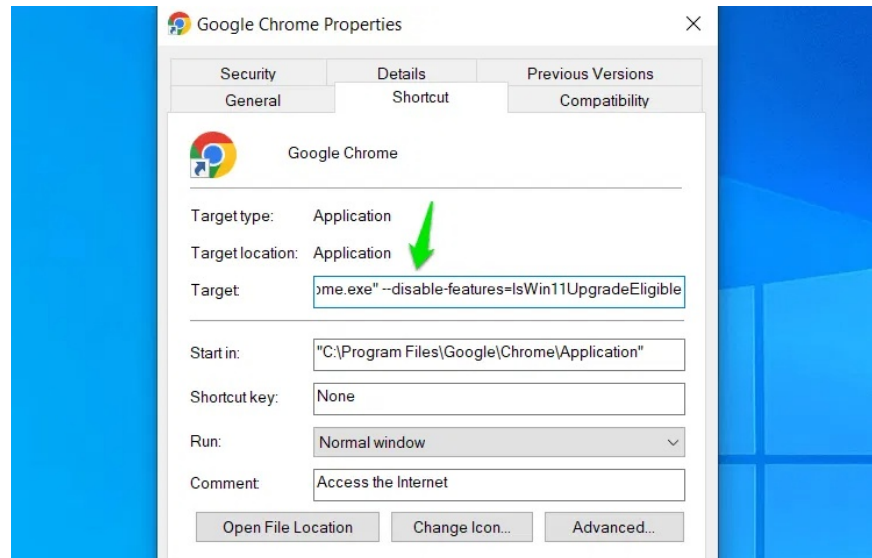 Google Chrome Properties
Security Details Previous Versions
General Shortcut Compatibility
Google Chrome
Target type: Application
Target location: Application
Target: ome.exe" --disable-features=IsWin11UpgradeEligible
Start in: "C:\Program Files\Google\Chrome\Application"
Shortcut key: None
Run: Normal window
Comment: Access the Internet
Open File Location Change Icon... Advanced...